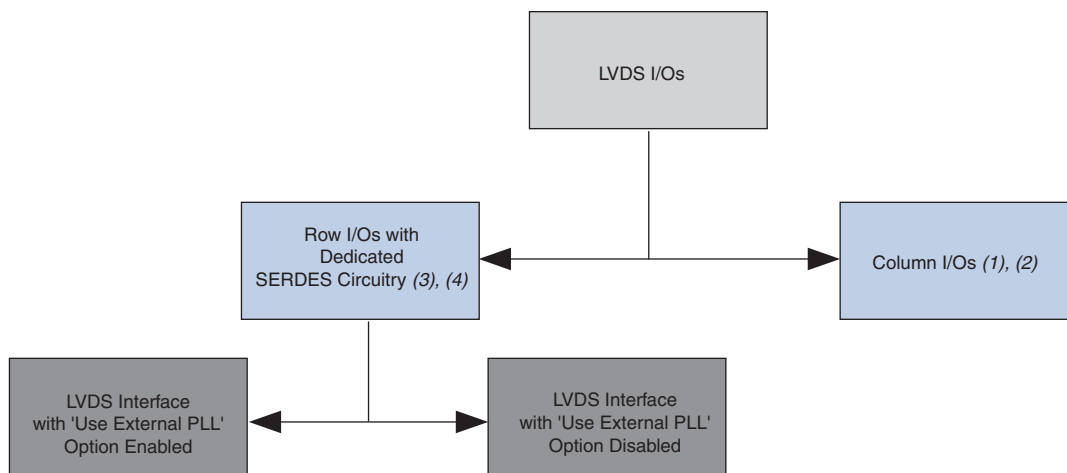 LVDS I/Os
Row I/Os with
Dedicated
SERDES Circuitry (3), (4)
Column I/Os (1), (2)
LVDS Interface
with 'Use External PLL'
Option Enabled
LVDS Interface
with 'Use External PLL'
Option Disabled